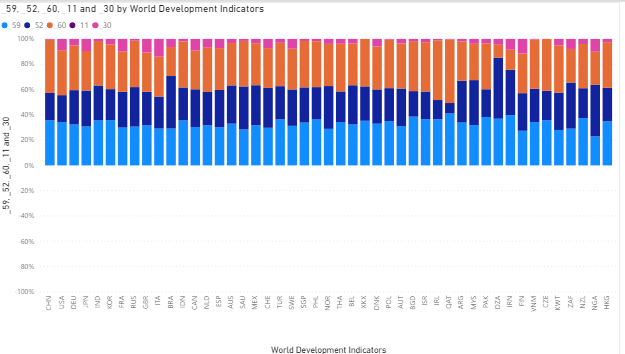 _59, _52, _60, _11 and _30 by World Development Indicators
_59 _52 _60 _11 _30
100%
80%
60%
40%
20%
0%
-20%
-40%
-60%
-80%
-100%
_59, _52, _60, _11 and _30
CHN USA DEU JPN IND KOR FRA RUS GBR ITA BRA IDN CAN NLD ESP AUS SAU MEX CHE TUR SWE SGP PHL NOR THA BEL XKX DNK POL AUT BGD ISR IRL QAT ARG MYS PAK DZA IRN FIN VNM CZE KWT ZAF NZL NGA HKG
World Development Indicators